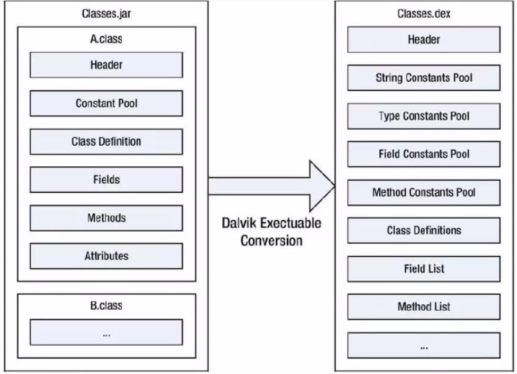 Classes.jar
A.class
Header
Constant Pool
Class Definition
Fields
Methods
Attributes
B.class
...
Dalvik Exectuable
Conversion
Classes.dex
Header
String Constants Pool
Type Constants Pool
Field Constants Pool
Method Constants Pool
Class Definitions
Field List
Method List
...